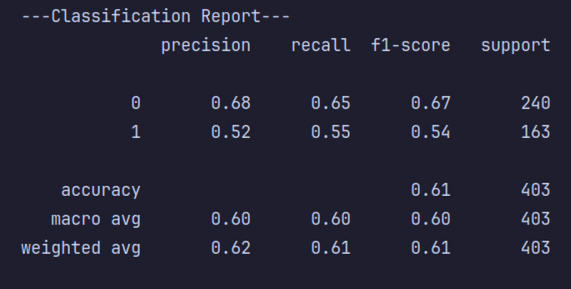 ---Classification Report---
precision recall f1-score support
0 0.68 0.65 0.67 240
1 0.52 0.55 0.54 163
accuracy 0.61 403
macro avg 0.60 0.60 0.60 403
weighted avg 0.62 0.61 0.61 403